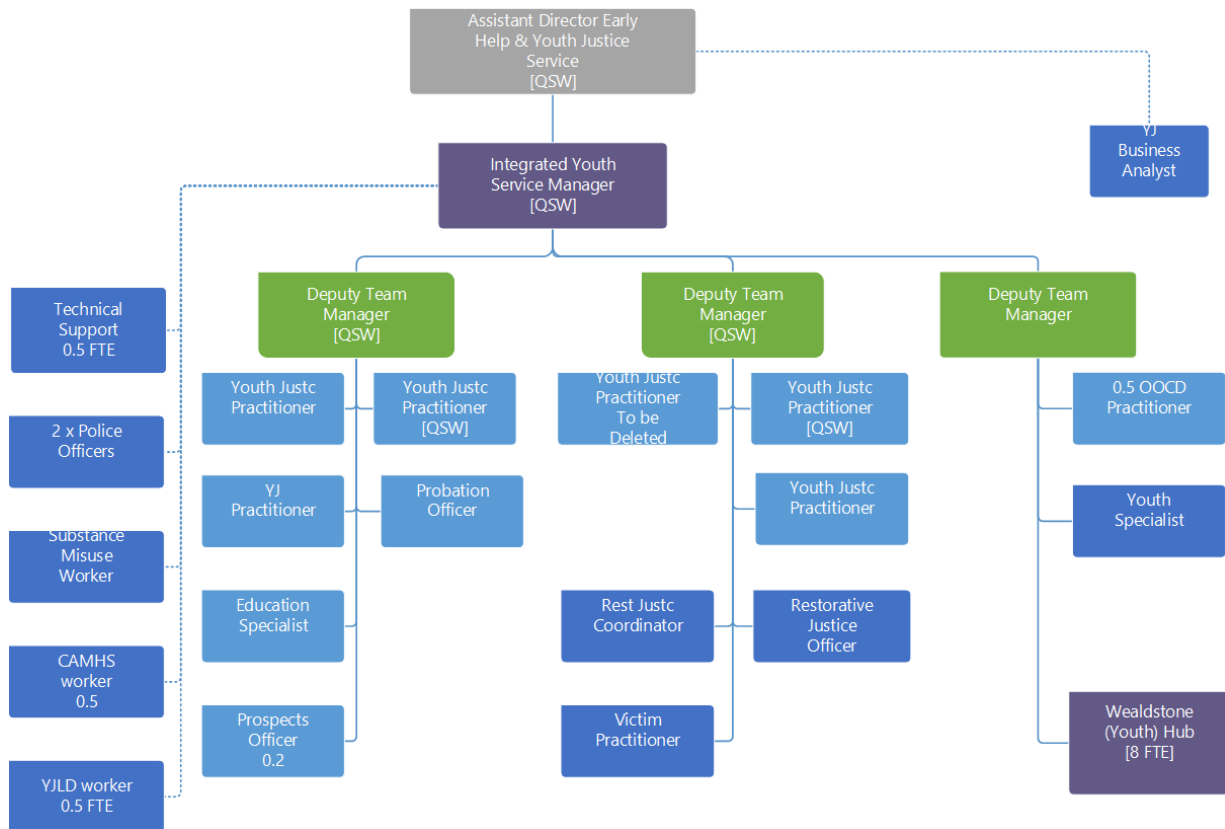 Assistant Director Early
Help & Youth Justice
Service
[QSW]
YJ
Business
Analyst
Integrated Youth
Service Manager
[QSW]
Technical
Support
0.5 FTE
2 x Police
Officers
Substance
Misuse
Worker
CAMHS
worker
0.5
YJLD worker
0.5 FTE
Deputy Team
Manager
[QSW]
Youth Justc
Practitioner
Youth Justc
Practitioner
[QSW]
YJ
Practitioner
Probation
Officer
Education
Specialist
Prospects
Officer
0.2
Deputy Team
Manager
[QSW]
Youth Justc
Practitioner
To be
Deleted
Youth Justc
Practitioner
[QSW]
Youth Justc
Practitioner
Rest Justc
Coordinator
Restorative
Justice
Officer
Victim
Practitioner
Deputy Team
Manager
0.5 OOCD
Practitioner
Youth
Specialist
Wealdstone
(Youth) Hub
[8 FTE]